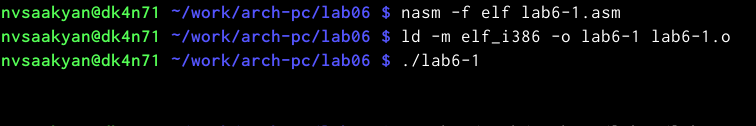 nvsaakyan@dk4n71 ~/work/arch-pc/lab06 $ nasm -f elf lab6-1.asm
nvsaakyan@dk4n71 ~/work/arch-pc/lab06 $ ld -m elf_i386 -o lab6-1 lab6-1.o
nvsaakyan@dk4n71 ~/work/arch-pc/lab06 $ ./lab6-1